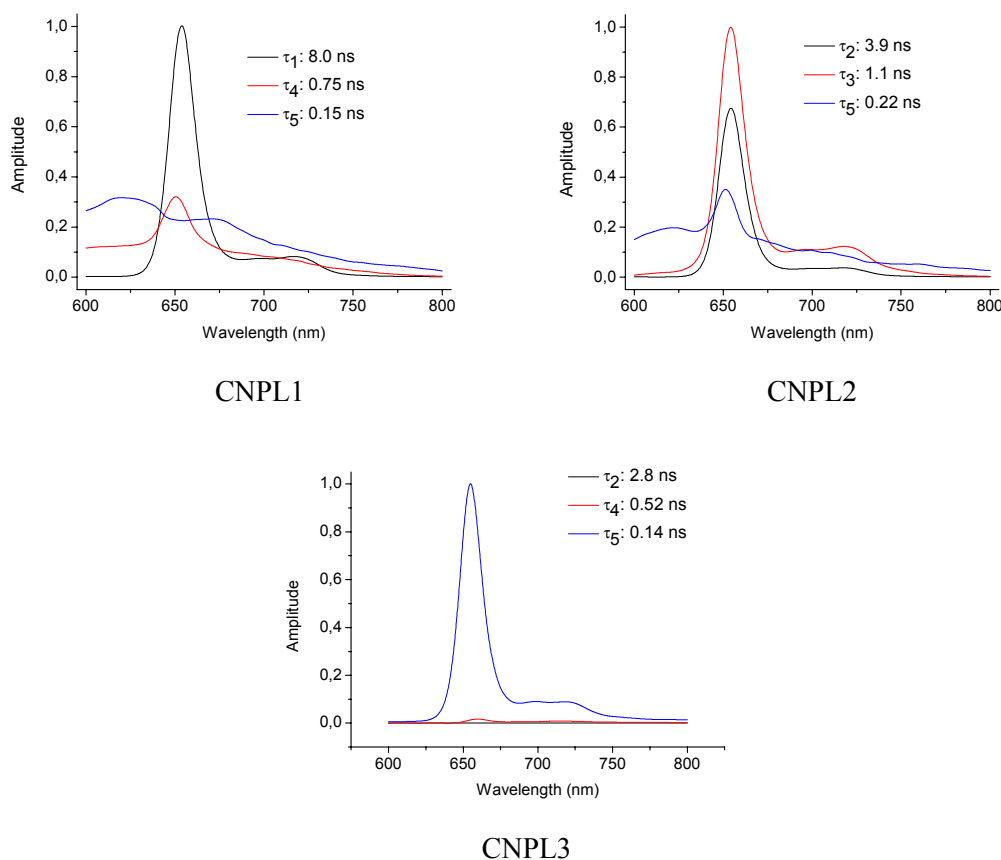 1,0
0,8
0,6
0,4
0,2
0,0
Amplitude
τ1: 8.0 ns
τ4: 0.75 ns
τ5: 0.15 ns
600 650 700 750 800
Wavelength (nm)
CNPL1
1,0
0,8
0,6
0,4
0,2
0,0
Amplitude
τ2: 3.9 ns
τ3: 1.1 ns
τ5: 0.22 ns
600 650 700 750 800
Wavelength (nm)
CNPL2
1,0
0,8
0,6
0,4
0,2
0,0
Amplitude
τ2: 2.8 ns
τ4: 0.52 ns
τ5: 0.14 ns
600 650 700 750 800
Wavelength (nm)
CNPL3